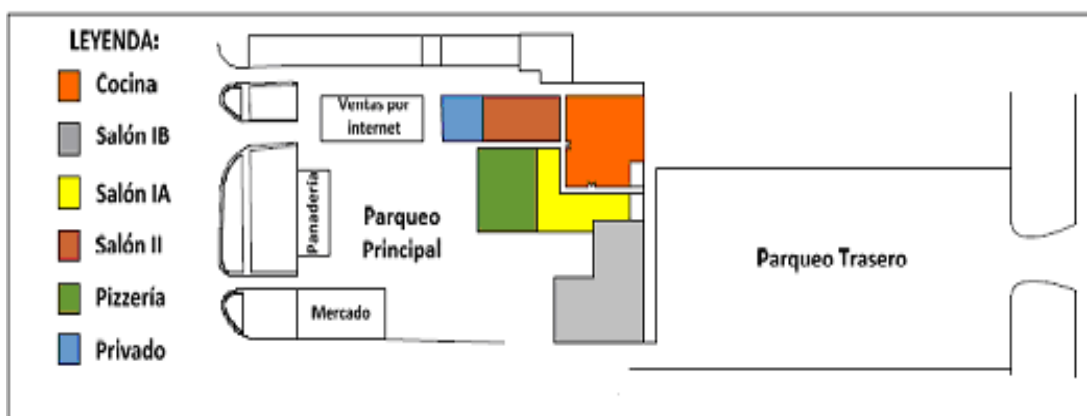 LEYENDA:
Cocina
Salón IB
Salón IA
Salón II
Pizzería
Privado
Ventas por
internet
Panadería
Parqueo
Principal
Mercado
Parqueo Trasero